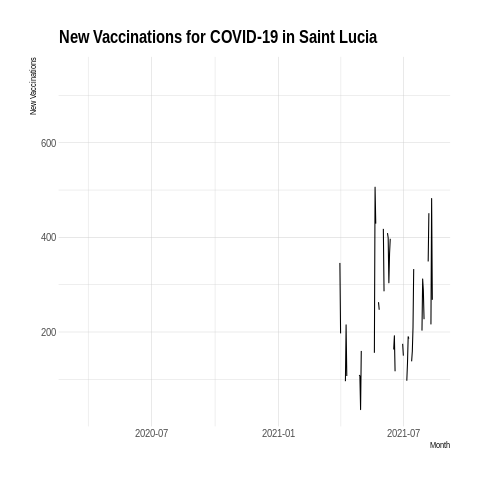 New Vaccinations for COVID-19 in Saint Lucia
New Vaccinations
600
400
200
2020-07
2021-01
2021-07
Month